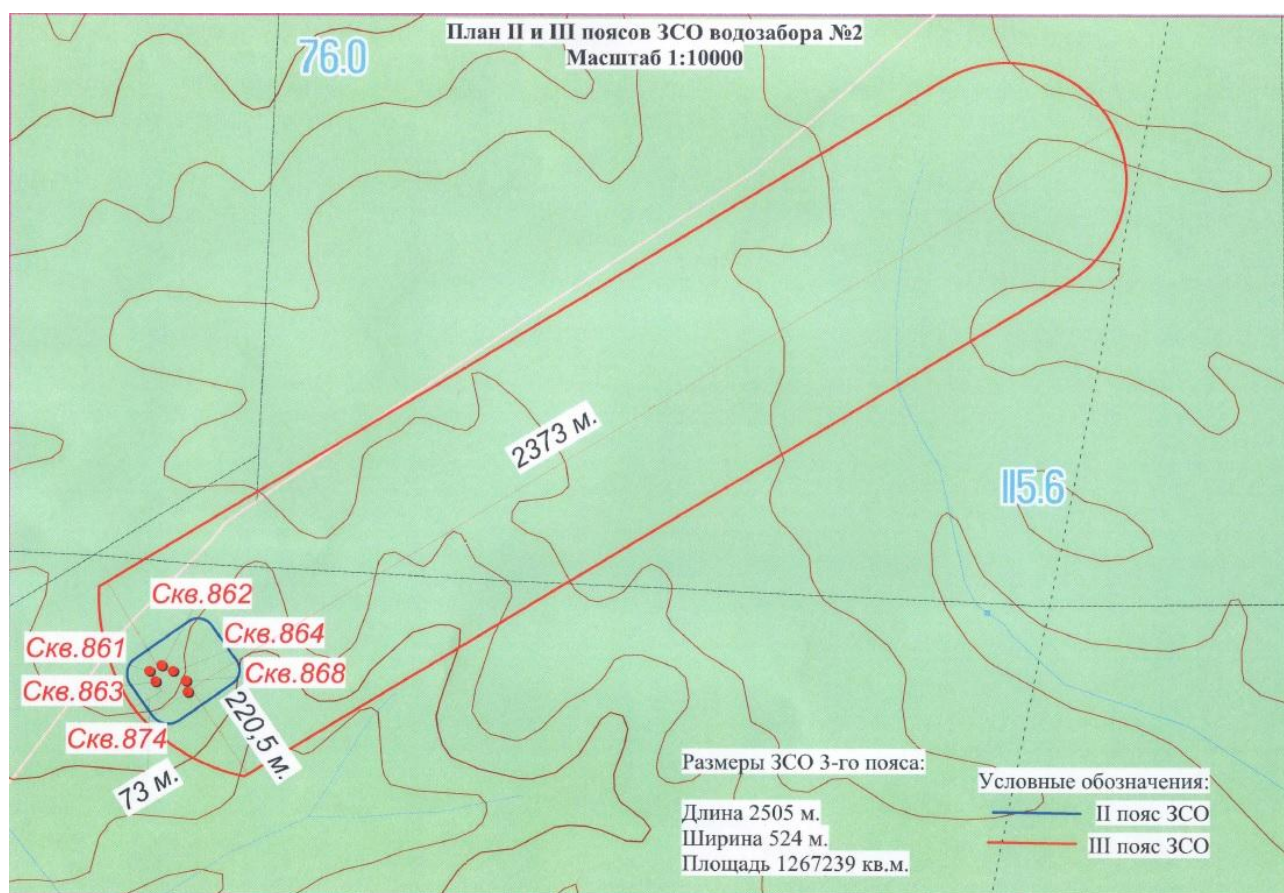 План II и III поясов ЗСО водозабора №2
Масштаб 1:10000
76.0
2373 м.
II5.6
Скв.862
Скв.864
Скв.861
Скв.868
Скв.863
220,5 м.
Скв.874
73 м.
Размеры ЗСО 3-го пояса:
Длина 2505 м.
Ширина 524 м.
Площадь 1267239 кв.м.
Условные обозначения:
II пояс ЗСО
III пояс ЗСО